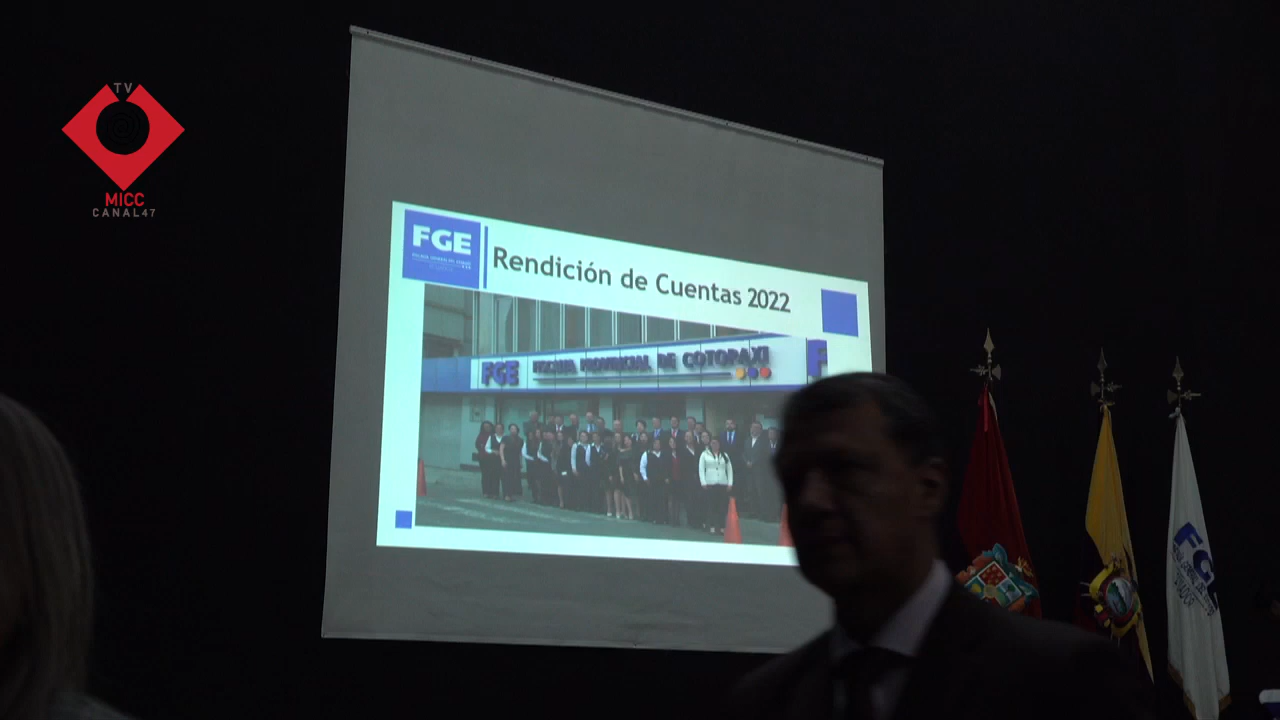 TV
MICC
CANAL47
FGE
Rendición de Cuentas 2022
FGE FISCALÍA PROVINCIAL DE COTOPAXI F
FGE